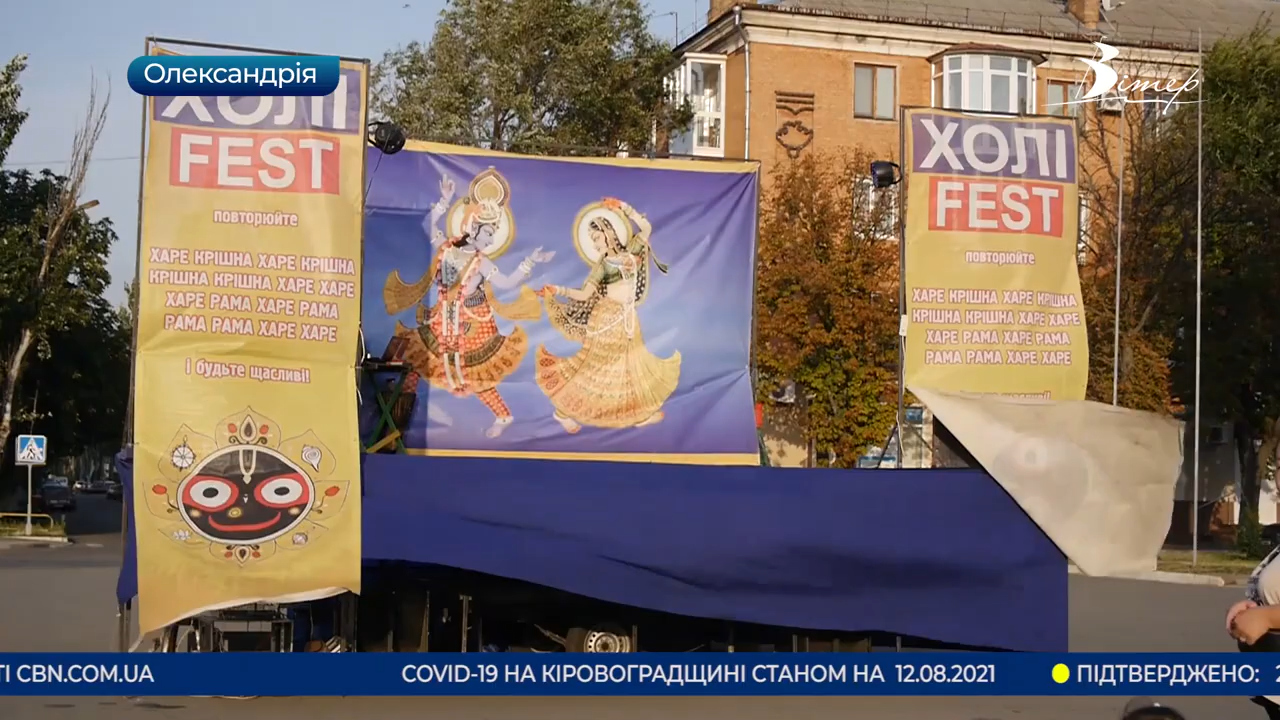 Олександрія
Вітер
ХОЛІ
FEST
повторюйте
ХАРЕ КРІШНА ХАРЕ КРІШНА
КРІШНА КРІШНА ХАРЕ ХАРЕ
ХАРЕ РАМА ХАРЕ РАМА
РАМА РАМА ХАРЕ ХАРЕ
І будьте щасливі!
ХОЛІ
FEST
повторюйте
ХАРЕ КРІШНА ХАРЕ КРІШНА
КРІШНА КРІШНА ХАРЕ ХАРЕ
ХАРЕ РАМА ХАРЕ РАМА
РАМА РАМА ХАРЕ ХАРЕ
ТІ CBN.COM.UA COVID-19 НА КІРОВОГРАДЩИНІ СТАНОМ НА 12.08.2021 ПІДТВЕРДЖЕНО: